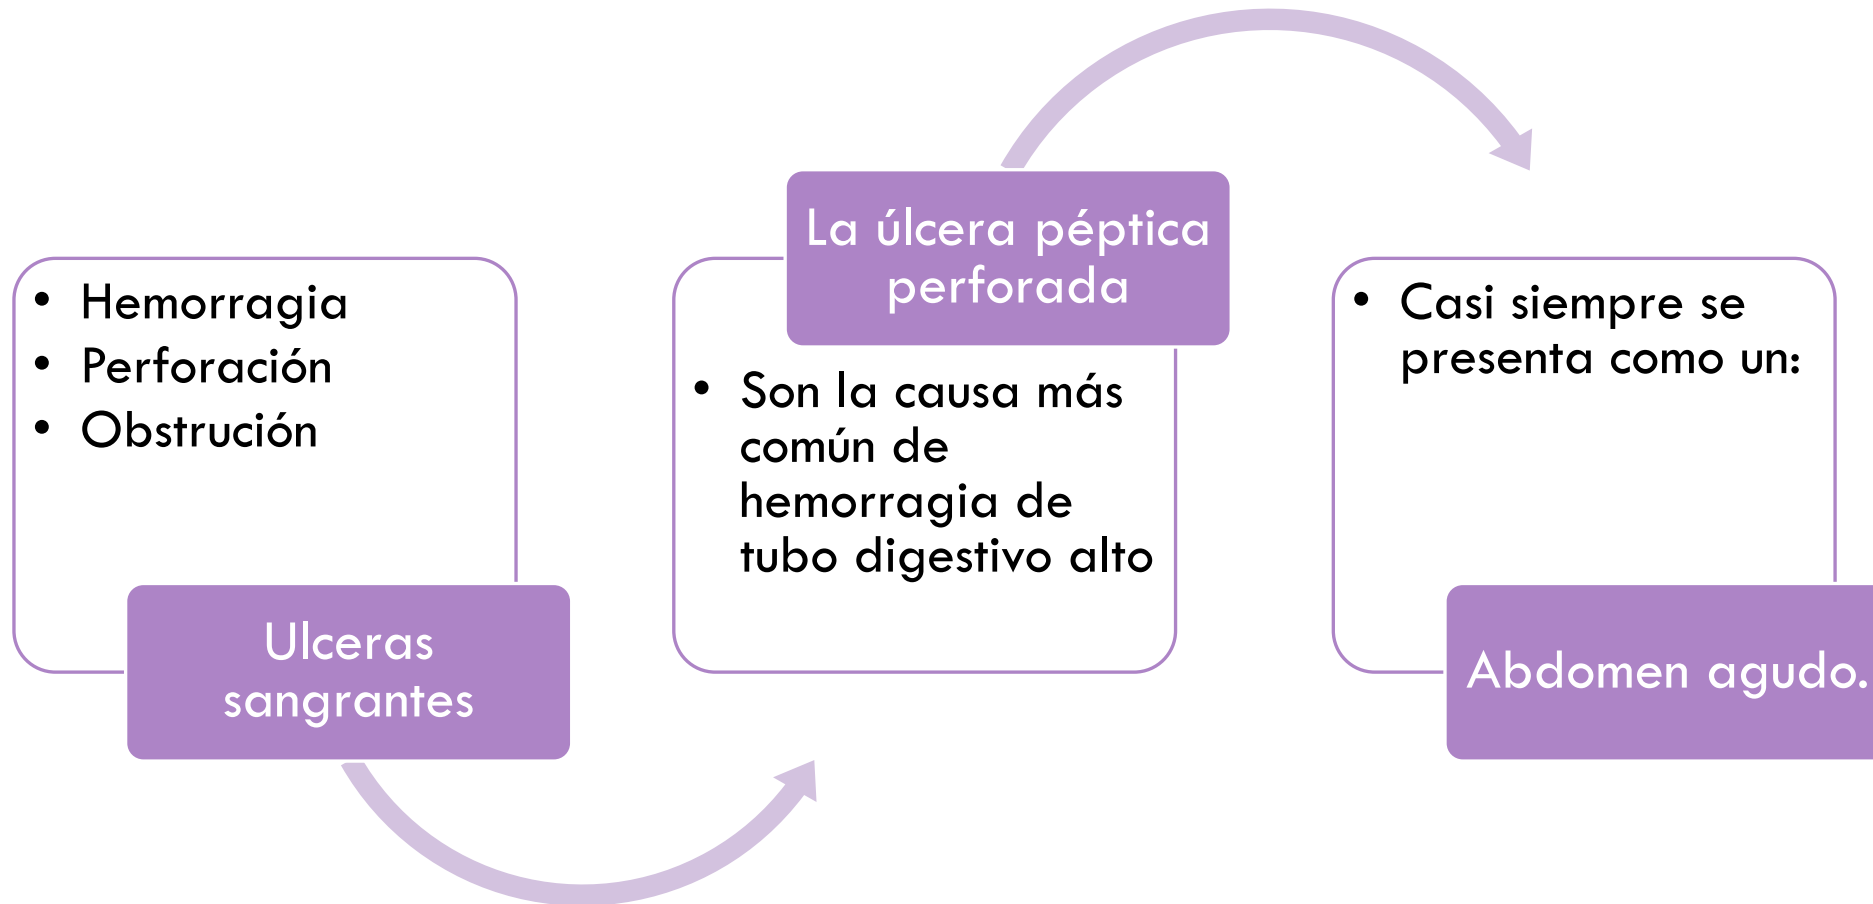 • Hemorragia
• Perforación
• Obstrución
Ulceras
sangrantes
La úlcera péptica
perforada
• Son la causa más
común de
hemorragia de
tubo digestivo alto
• Casi siempre se
presenta como un:
Abdomen agudo.